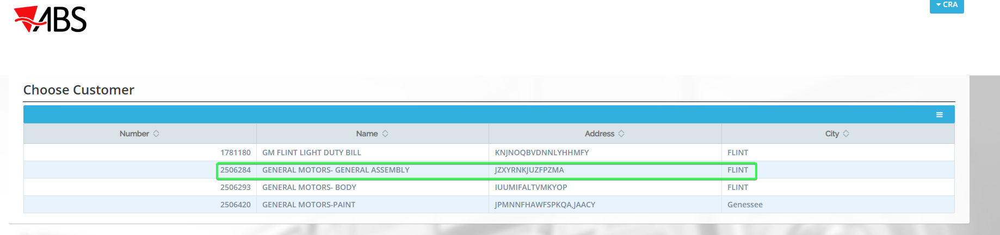 CRA
ABS
Choose Customer
Number Name Address City
1781180 GM FLINT LIGHT DUTY BILL KNJNOQBVDNNLYHHMFY FLINT
2506284 GENERAL MOTORS- GENERAL ASSEMBLY JZXYRNKJUZFPZMA FLINT
2506293 GENERAL MOTORS- BODY IUUMIFALTVMKYOP FLINT
2506420 GENERAL MOTORS-PAINT JPMNNFHAWFSPKQA,JAACY Genessee